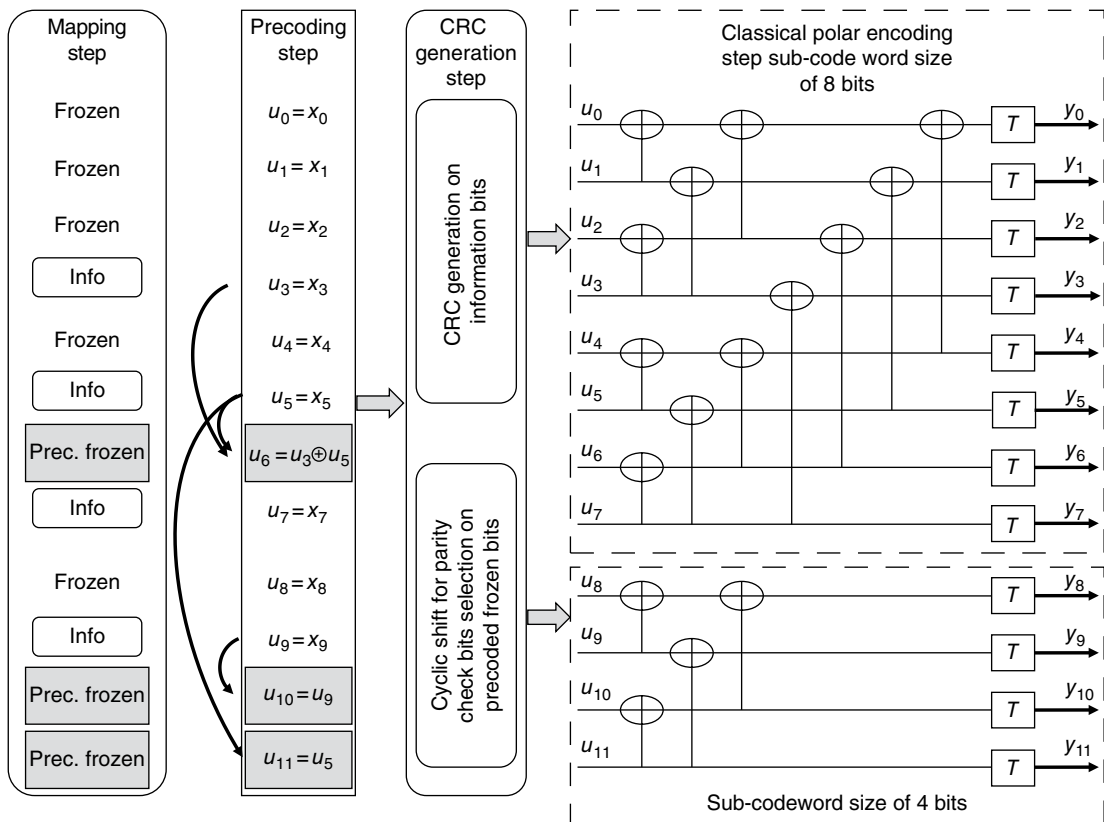 Mapping
step
Frozen
Frozen
Frozen
Info
Frozen
Info
Prec. frozen
Info
Frozen
Info
Prec. frozen
Prec. frozen
Precoding
step
u₀ = x₀
u₁ = x₁
u₂ = x₂
u₃ = x₃
u₄ = x₄
u₅ = x₅
u₆ = u₃⊕u₅
u₇ = x₇
u₈ = x₈
u₉ = x₉
u₁₀ = u₉
u₁₁ = u₅
CRC
generation
step
CRC generation on
information bits
Cyclic shift for parity
check bits selection on
precoded frozen bits
Classical polar encoding
step sub-code word size
of 8 bits
u₀ T y₀
u₁ T y₁
u₂ T y₂
u₃ T y₃
u₄ T y₄
u₅ T y₅
u₆ T y₆
u₇ T y₇
u₈ T y₈
u₉ T y₉
u₁₀ T y₁₀
u₁₁ T y₁₁
Sub-codeword size of 4 bits